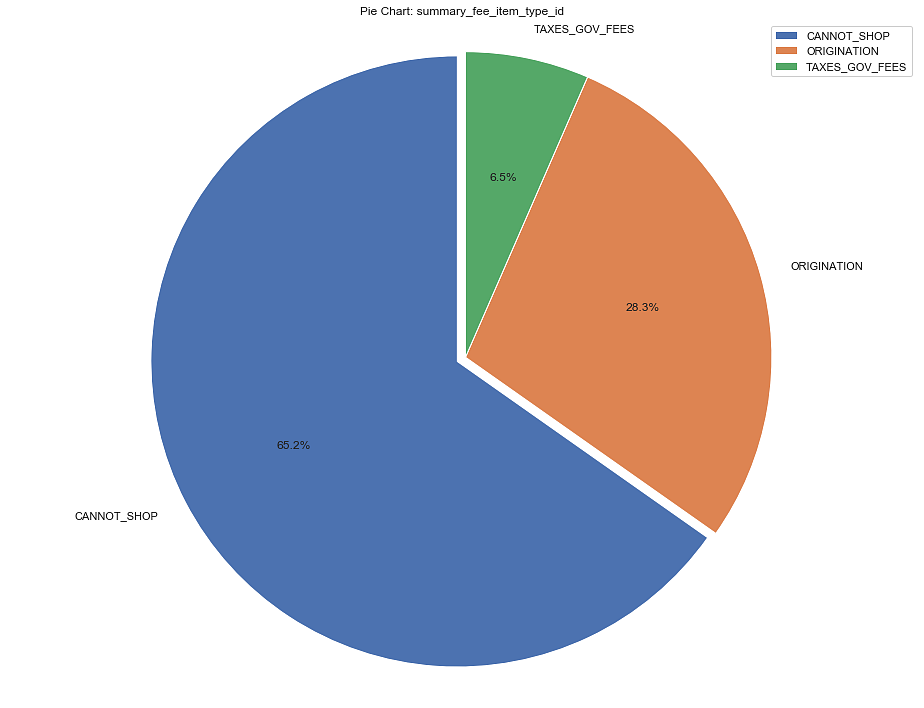 Pie Chart: summary_fee_item_type_id
TAXES_GOV_FEES
CANNOT_SHOP
ORIGINATION
TAXES_GOV_FEES
6.5%
ORIGINATION
28.3%
65.2%
CANNOT_SHOP